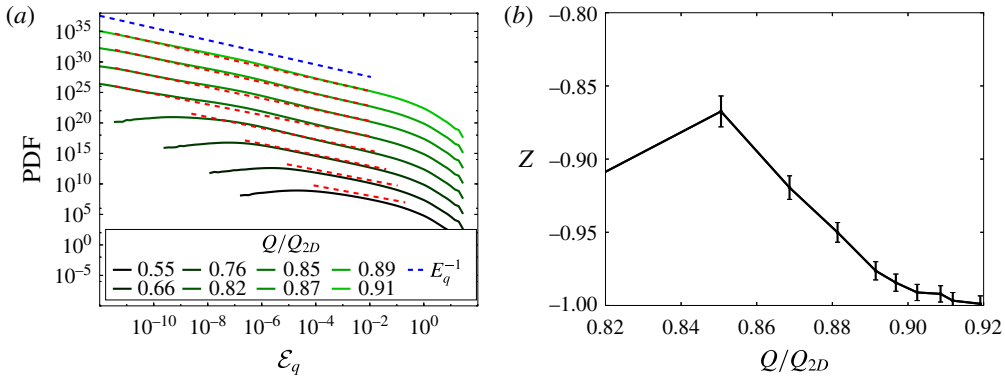 (a)
10^35
10^30
10^25
10^20
10^15
10^10
10^5
10^0
10^−5
PDF
Q/Q_2D
0.55 0.76 0.85 0.89 E_q^−1
0.66 0.82 0.87 0.91
10^−10 10^−8 10^−6 10^−4 10^−2 10^0
ℰ_q
(b)
−0.80
−0.85
−0.90
−0.95
−1.00
Z
0.82 0.84 0.86 0.88 0.90 0.92
Q/Q_2D